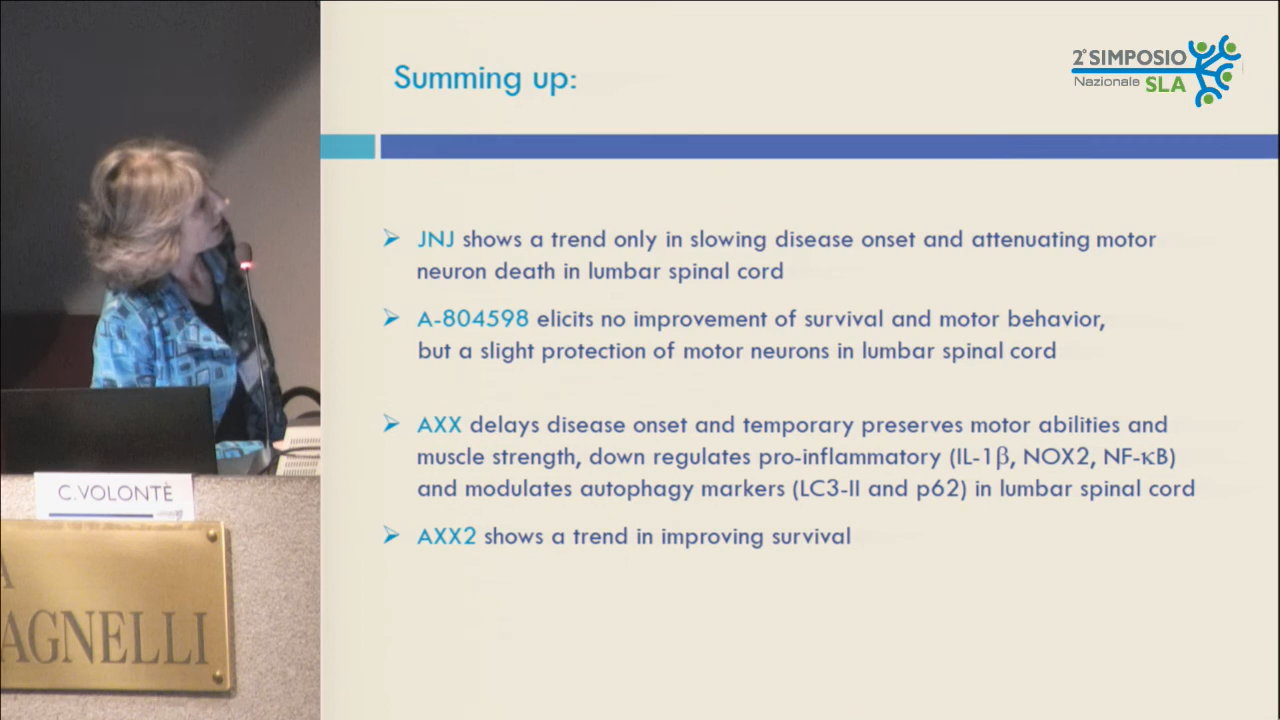 Summing up:
2° SIMPOSIO
Nazionale SLA
JNJ shows a trend only in slowing disease onset and attenuating motor
neuron death in lumbar spinal cord
A-804598 elicits no improvement of survival and motor behavior,
but a slight protection of motor neurons in lumbar spinal cord
AXX delays disease onset and temporary preserves motor abilities and
muscle strength, down regulates pro-inflammatory (IL-1β, NOX2, NF-κB)
and modulates autophagy markers (LC3-II and p62) in lumbar spinal cord
AXX2 shows a trend in improving survival
C.VOLONTÈ
A
AGNELLI